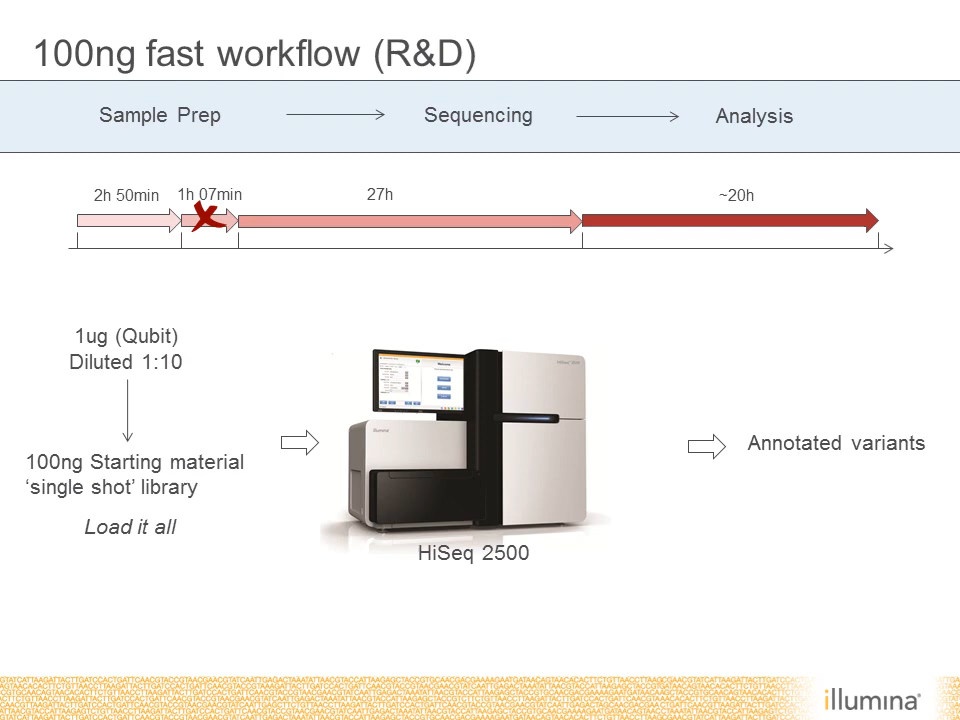 100ng fast workflow (R&D)
Sample Prep
Sequencing
Analysis
2h 50min
1h 07min
27h
~20h
1ug (Qubit)
Diluted 1:10
100ng Starting material
‘single shot’ library
Load it all
illumina
HiSeq 2500
Annotated variants
illumina®